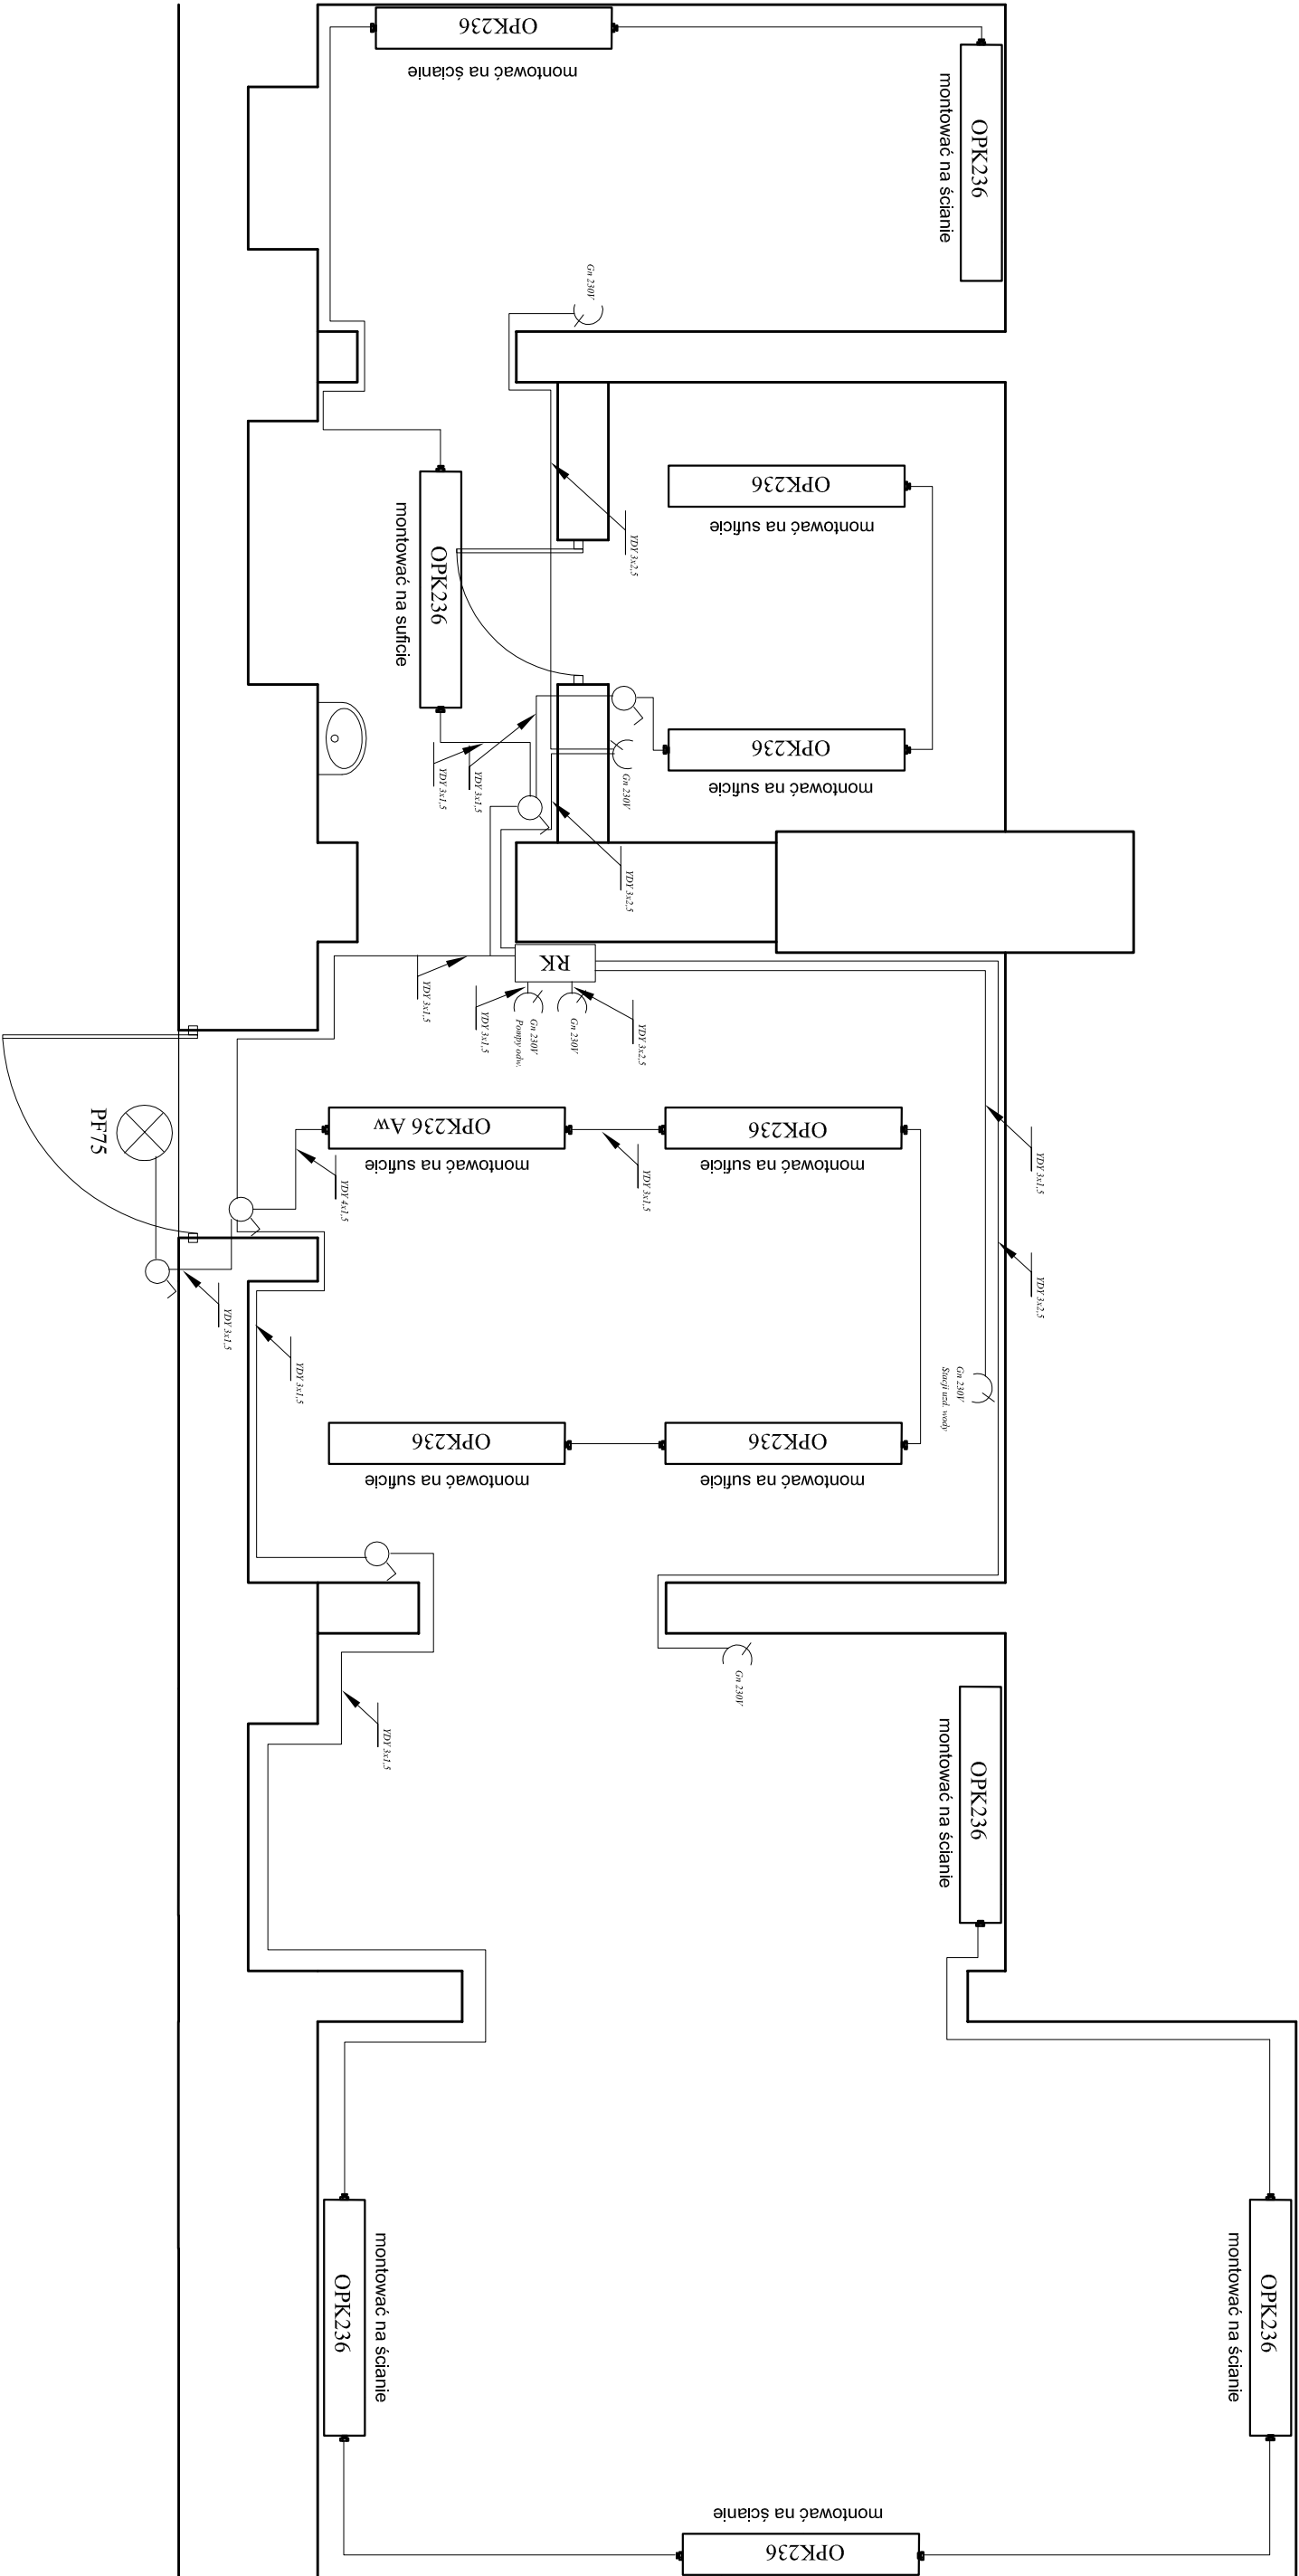 OPK236
montować na ścianie
OPK236
montować na ścianie
Gn 230V
OPK236
montować na suficie
YDY 3x2,5
OPK236
montować na suficie
OPK236
montować na suficie
Gn 230V
YDY 3x1,5
YDY 3x1,5
YDY 3x2,5
RK
YDY 3x1,5
YDY 3x1,5
Gn 230V
Pompy odw.
Gn 230V
YDY 3x2,5
PF75
OPK236 Aw
montować na suficie
OPK236
montować na suficie
YDY 4x1,5
YDY 3x1,5
YDY 3x1,5
YDY 3x2,5
YDY 3x1,5
YDY 3x1,5
Gn 230V
Stacji uzd. wody
OPK236
montować na suficie
OPK236
montować na suficie
Gn 230V
YDY 3x1,5
OPK236
montować na ścianie
OPK236
montować na ścianie
OPK236
montować na ścianie
montować na ścianie
OPK236